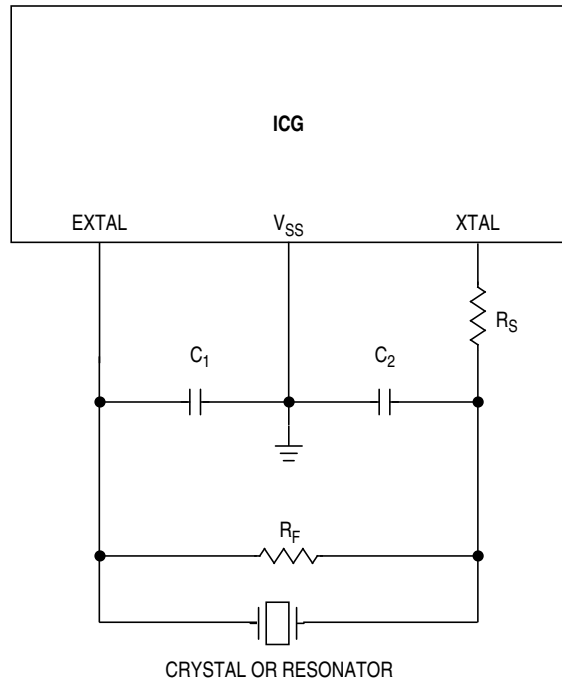 ICG
EXTAL
VSS
XTAL
RS
C1
C2
RF
CRYSTAL OR RESONATOR